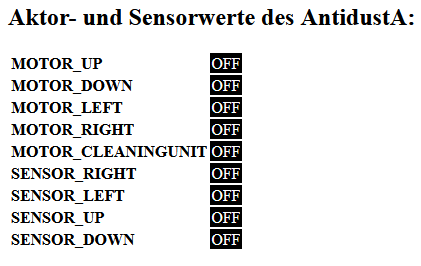 Aktor- und Sensorwerte des AntidustA:
MOTOR_UP OFF
MOTOR_DOWN OFF
MOTOR_LEFT OFF
MOTOR_RIGHT OFF
MOTOR_CLEANINGUNIT OFF
SENSOR_RIGHT OFF
SENSOR_LEFT OFF
SENSOR_UP OFF
SENSOR_DOWN OFF